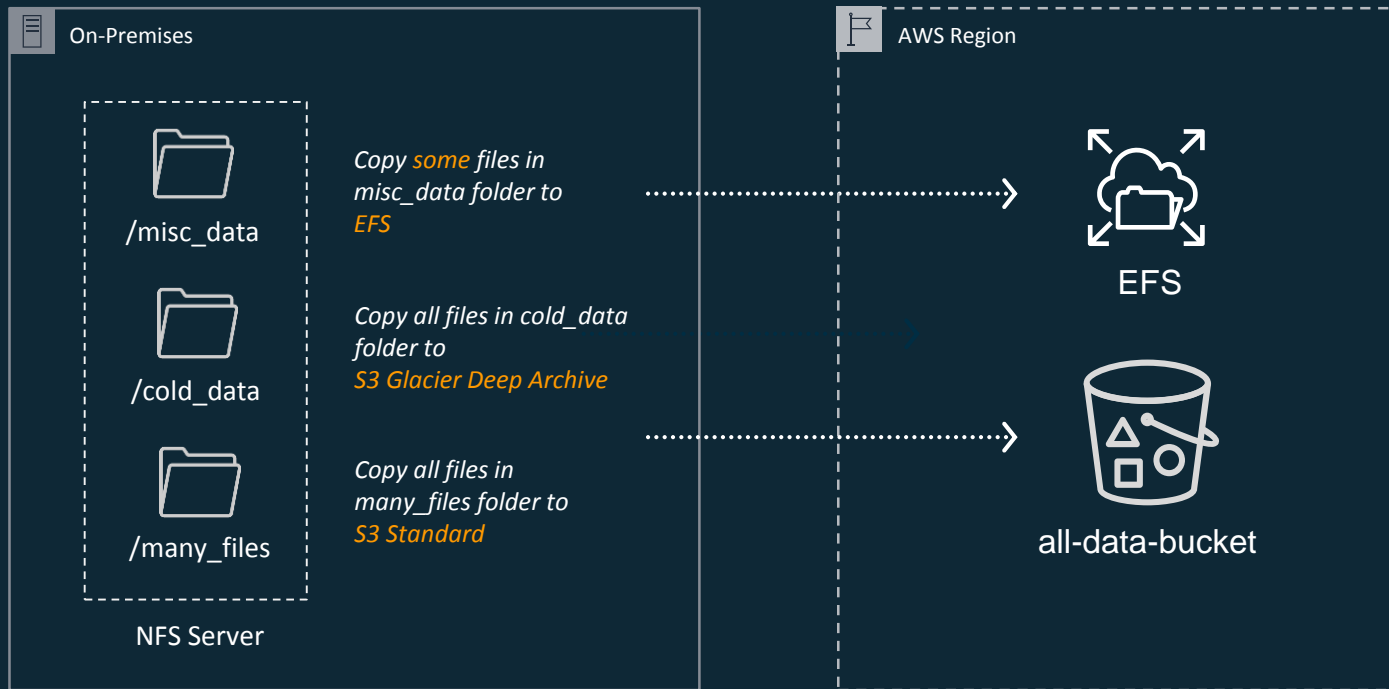 On-Premises
AWS Region
/misc_data
Copy some files in
misc_data folder to
EFS
EFS
/cold_data
Copy all files in cold_data
folder to
S3 Glacier Deep Archive
/many_files
Copy all files in
many_files folder to
S3 Standard
all-data-bucket
NFS Server